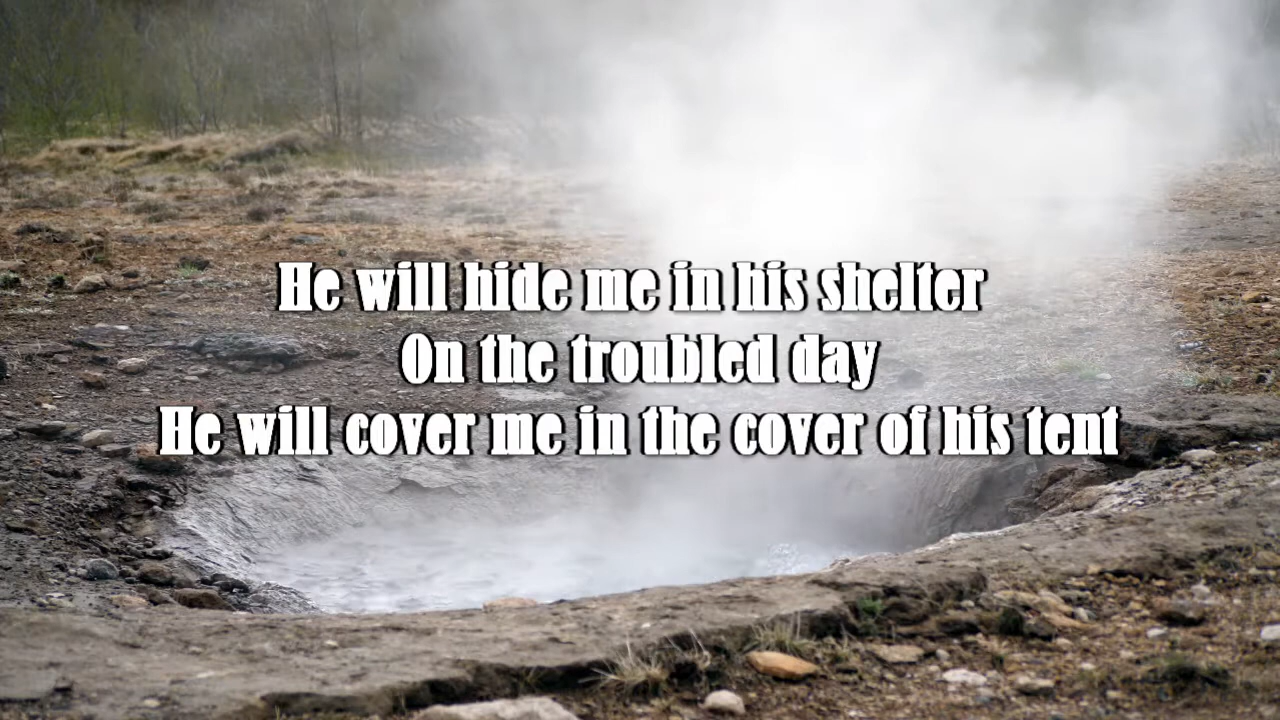 He will hide me in his shelter
On the troubled day
He will cover me in the cover of his tent